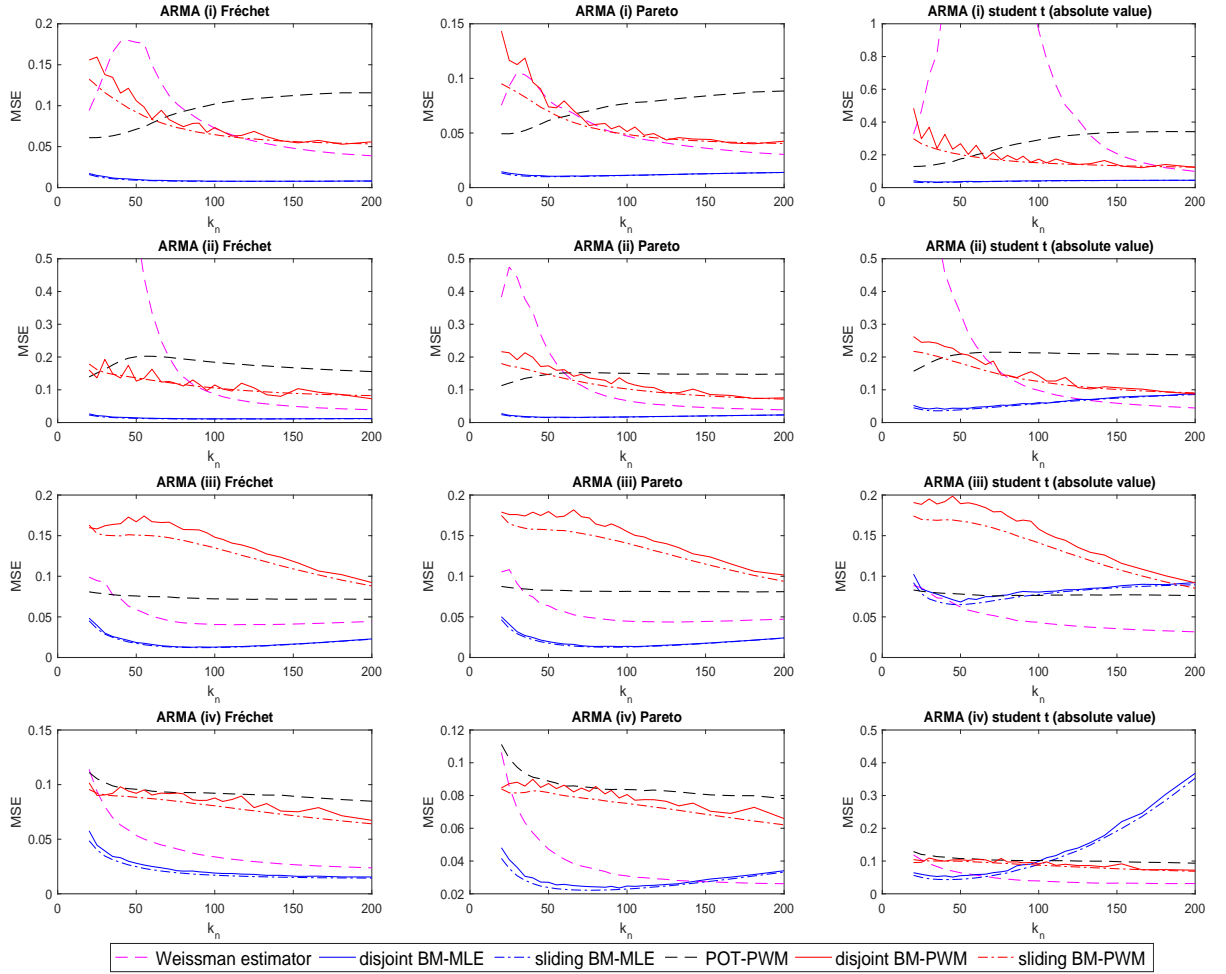 ARMA (i) Fréchet
0.2
0.15
0.1
0.05
0
MSE
0 50 100 150 200
k_n
ARMA (i) Pareto
0.15
0.1
0.05
0
MSE
0 50 100 150 200
k_n
ARMA (i) student t (absolute value)
1
0.8
0.6
0.4
0.2
0
MSE
0 50 100 150 200
k_n
ARMA (ii) Fréchet
0.5
0.4
0.3
0.2
0.1
0
MSE
0 50 100 150 200
k_n
ARMA (ii) Pareto
0.5
0.4
0.3
0.2
0.1
0
MSE
0 50 100 150 200
k_n
ARMA (ii) student t (absolute value)
0.5
0.4
0.3
0.2
0.1
0
MSE
0 50 100 150 200
k_n
ARMA (iii) Fréchet
0.2
0.15
0.1
0.05
0
MSE
0 50 100 150 200
k_n
ARMA (iii) Pareto
0.2
0.15
0.1
0.05
0
MSE
0 50 100 150 200
k_n
ARMA (iii) student t (absolute value)
0.2
0.15
0.1
0.05
0
MSE
0 50 100 150 200
k_n
ARMA (iv) Fréchet
0.15
0.1
0.05
0
MSE
0 50 100 150 200
k_n
ARMA (iv) Pareto
0.12
0.1
0.08
0.06
0.04
0.02
MSE
0 50 100 150 200
k_n
ARMA (iv) student t (absolute value)
0.5
0.4
0.3
0.2
0.1
0
MSE
0 50 100 150 200
k_n
Weissman estimator disjoint BM-MLE sliding BM-MLE POT-PWM disjoint BM-PWM sliding BM-PWM